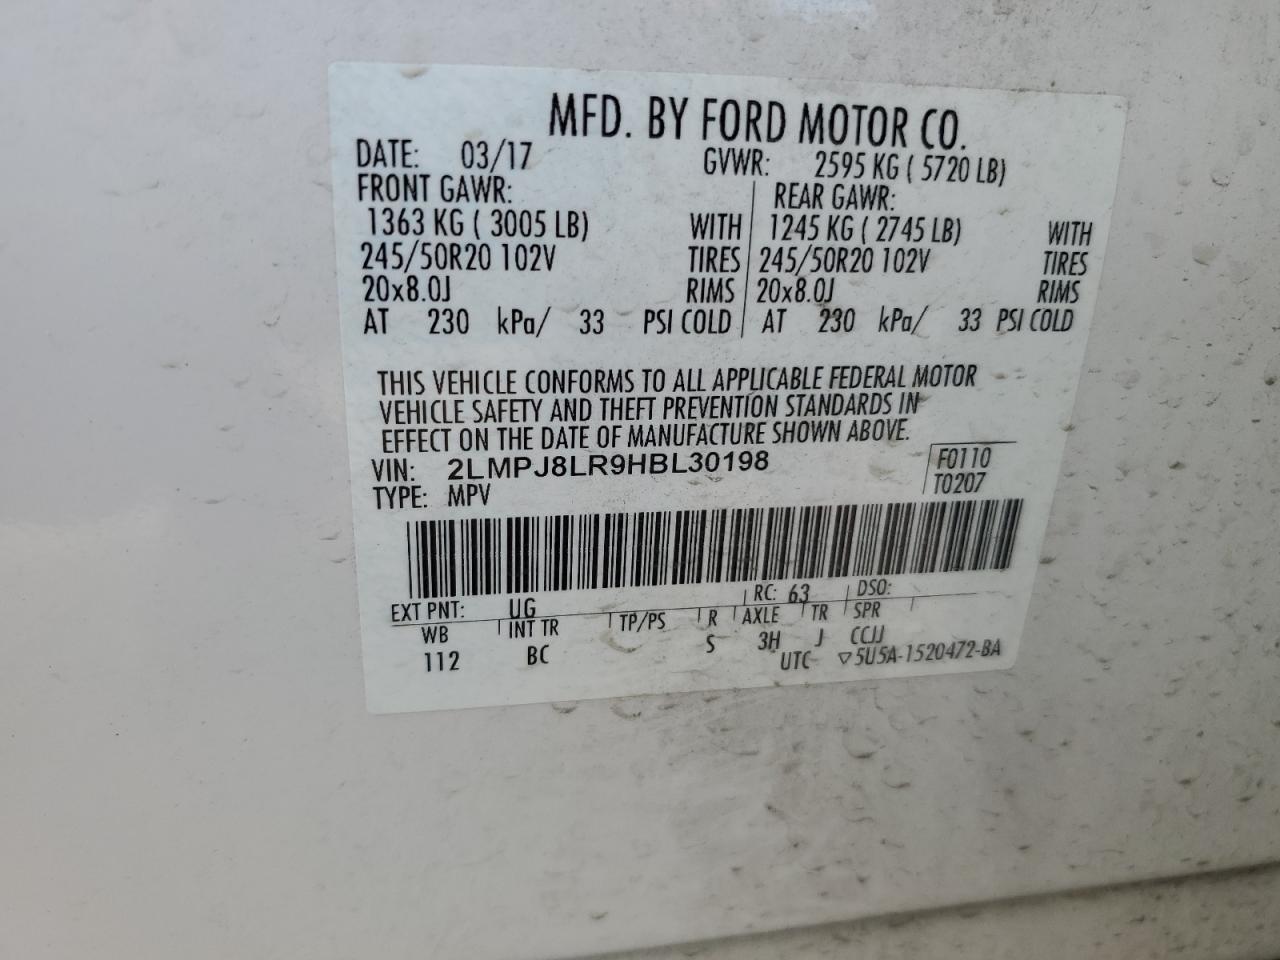 MFD. BY FORD MOTOR CO.
DATE: 03/17 GVWR: 2595 KG ( 5720 LB)
FRONT GAWR: REAR GAWR:
1363 KG ( 3005 LB) WITH 1245 KG ( 2745 LB) WITH
245/50R20 102V TIRES 245/50R20 102V TIRES
20x8.0J RIMS 20x8.0J RIMS
AT 230 kPa/ 33 PSI COLD AT 230 kPa/ 33 PSI COLD
THIS VEHICLE CONFORMS TO ALL APPLICABLE FEDERAL MOTOR
VEHICLE SAFETY AND THEFT PREVENTION STANDARDS IN
EFFECT ON THE DATE OF MANUFACTURE SHOWN ABOVE.
VIN: 2LMPJ8LR9HBL30198 F0110
TYPE: MPV T0207
EXT PNT: UG RC: 63 DSO:
WB INT TR TP/PS R AXLE TR SPR
112 BC S 3H J CCJJ
UTC ▽5U5A-1520472-BA